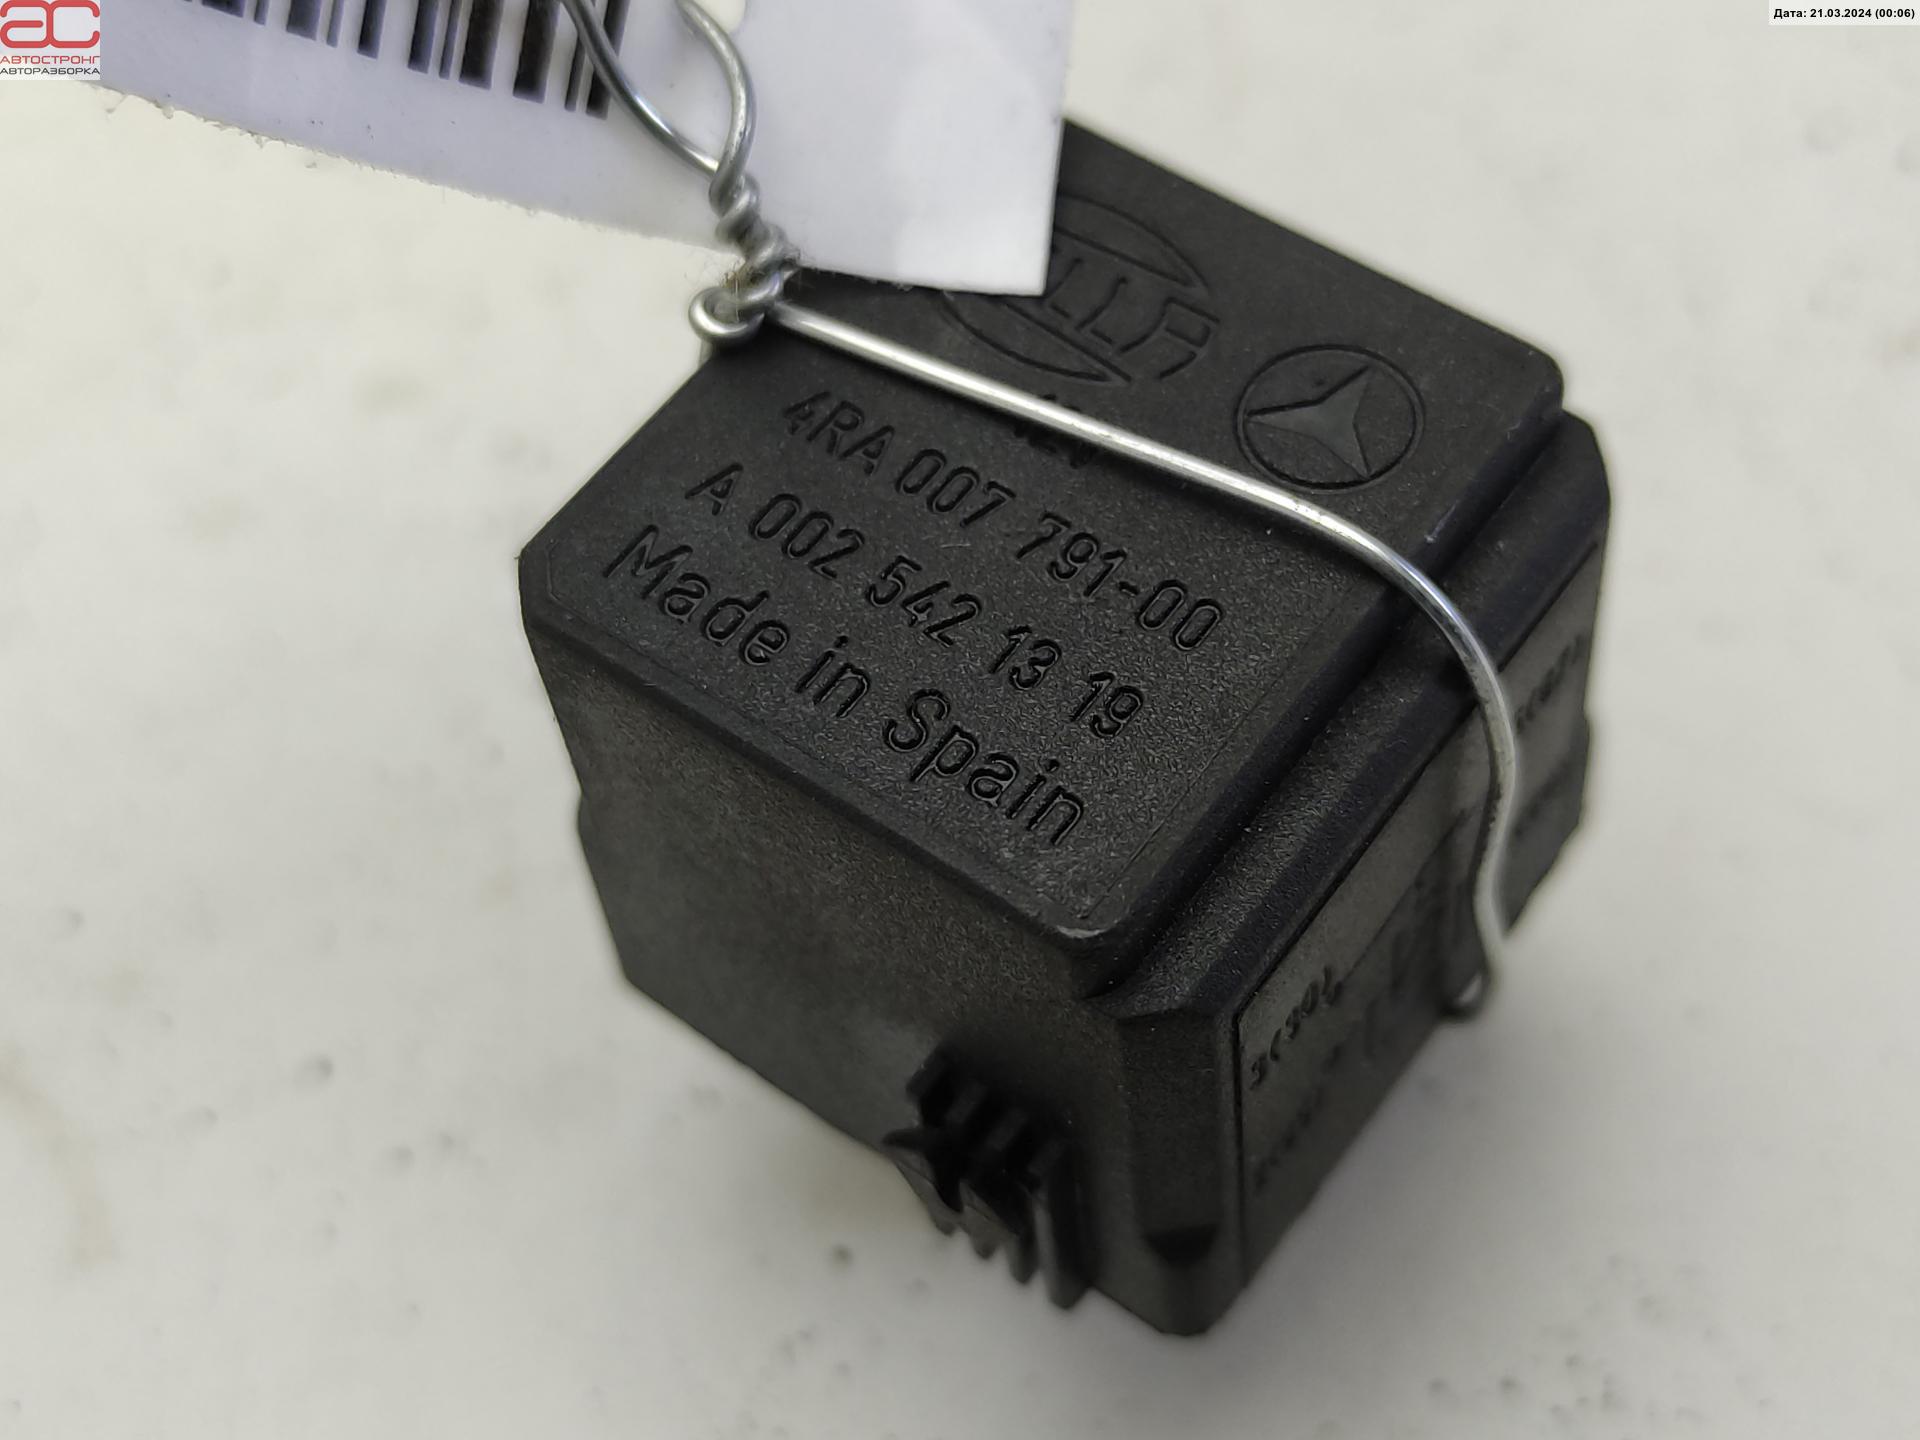 АС
АВТОСТРОНГ
АВТОРАЗБОРКА
Дата: 21.03.2024 (00:06)
4RA 007 791-00
A 002 542 13 19
Made in Spain